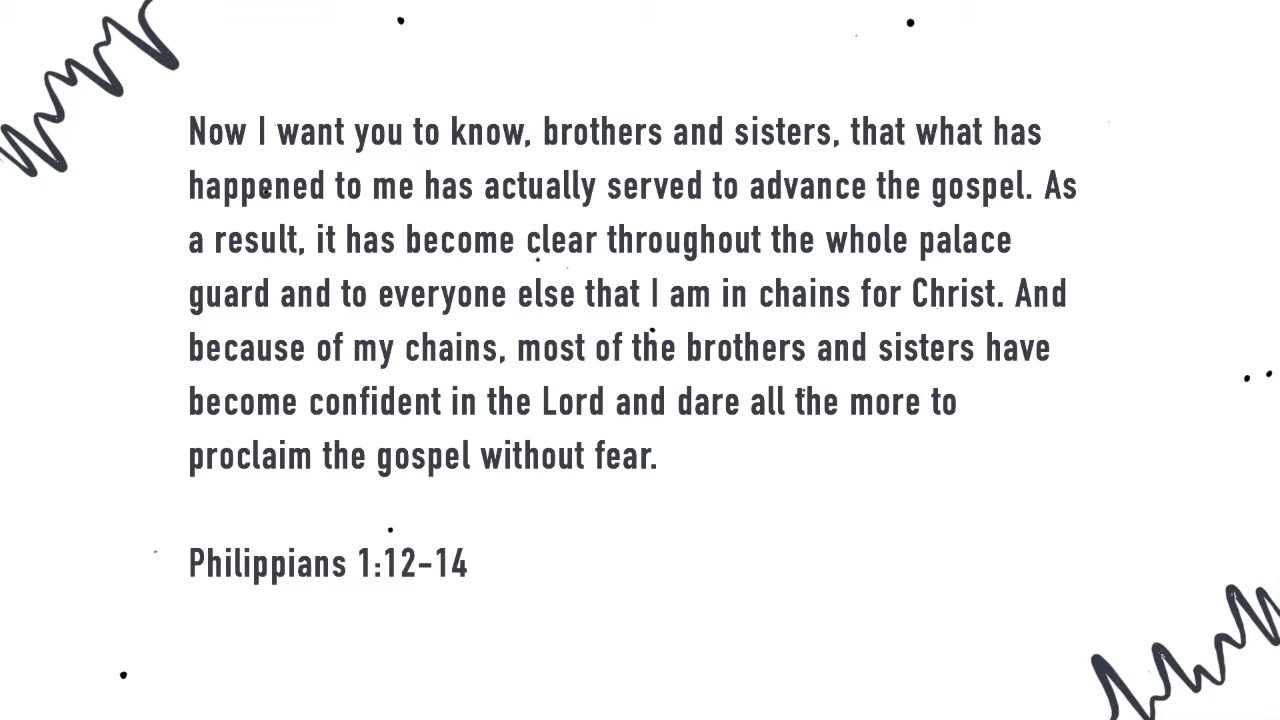 Now I want you to know, brothers and sisters, that what has
happened to me has actually served to advance the gospel. As
a result, it has become clear throughout the whole palace
guard and to everyone else that I am in chains for Christ. And
because of my chains, most of the brothers and sisters have
become confident in the Lord and dare all the more to
proclaim the gospel without fear.
Philippians 1:12-14